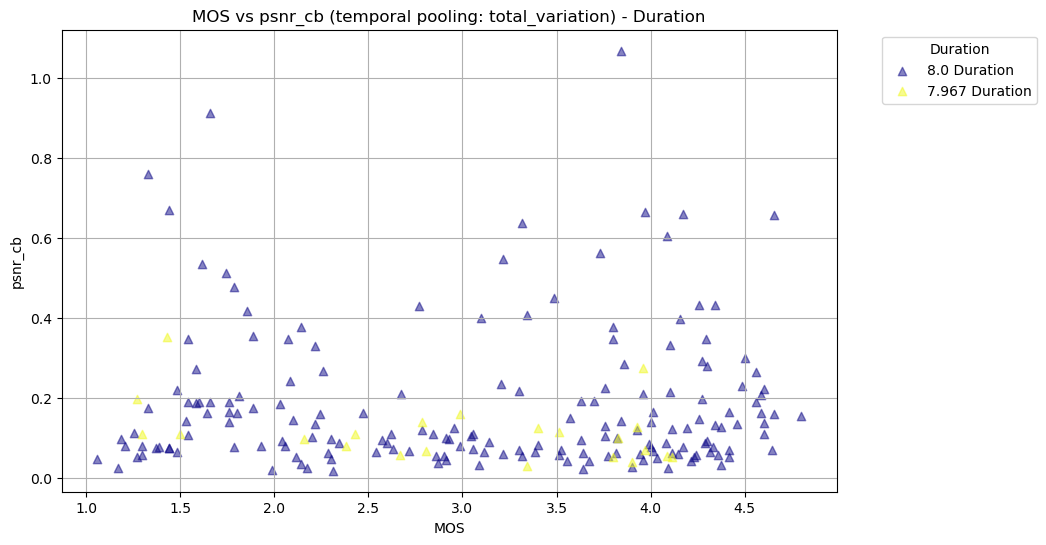 MOS vs psnr_cb (temporal pooling: total_variation) - Duration
Duration
8.0 Duration
7.967 Duration
psnr_cb
1.0
0.8
0.6
0.4
0.2
0.0
1.0 1.5 2.0 2.5 3.0 3.5 4.0 4.5
MOS